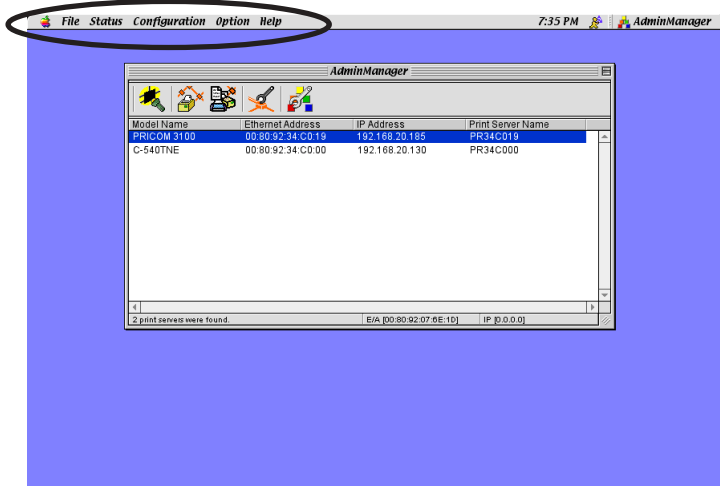 File Status Configuration Option Help 7:35 PM AdminManager
AdminManager
Model Name Ethernet Address IP Address Print Server Name
PRICOM 3100 00:80:92:34:C0:19 192.168.20.185 PR34C019
C-540TNE 00:80:92:34:C0:00 192.168.20.130 PR34C000
2 print servers were found. E/A [00:80:92:07:6E:1D] IP [0.0.0.0]